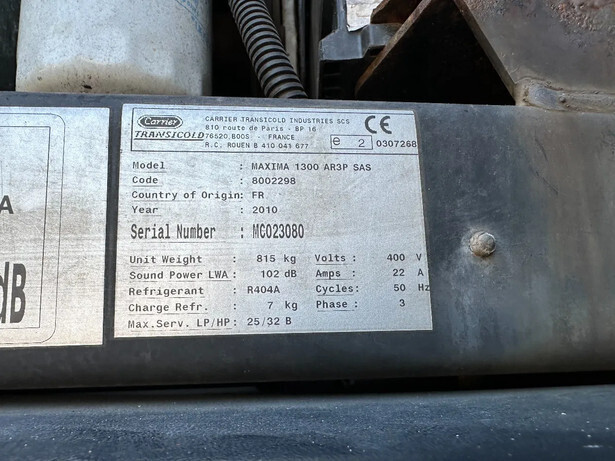 Carrier
TRANSICOLD
CARRIER TRANSICOLD INDUSTRIES SCS
810 route de Paris - BP 16
76520,BOOS - FRANCE
R.C. ROUEN B 410 041 677
e 2 0307268
CE
Model : MAXIMA 1300 AR3P SAS
Code : 8002298
Country of Origin: FR
Year : 2010
Serial Number : MC023080
Unit Weight : 815 kg Volts : 400 V
Sound Power LWA : 102 dB Amps : 22 A
Refrigerant : R404A Cycles: 50 Hz
Charge Refr. : 7 kg Phase : 3
Max.Serv. LP/HP: 25/32 B
A
dB